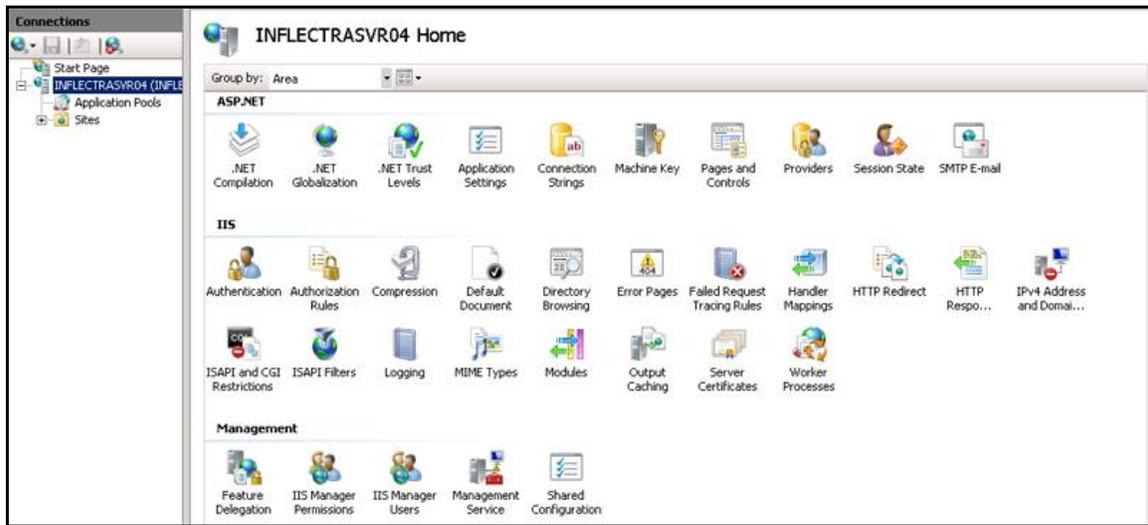 Connections
Start Page
INFLECTRASVR04 (INFLE
Application Pools
Sites
INFLECTRASVR04 Home
Group by: Area
ASP.NET
.NET Compilation
.NET Globalization
.NET Trust Levels
Application Settings
Connection Strings
Machine Key
Pages and Controls
Providers
Session State
SMTP E-mail
IIS
Authentication
Authorization Rules
Compression
Default Document
Directory Browsing
Error Pages
Failed Request Tracing Rules
Handler Mappings
HTTP Redirect
HTTP Respo...
IPv4 Address and Domai...
ISAPI and CGI Restrictions
ISAPI Filters
Logging
MIME Types
Modules
Output Caching
Server Certificates
Worker Processes
Management
Feature Delegation
IIS Manager Permissions
IIS Manager Users
Management Service
Shared Configuration